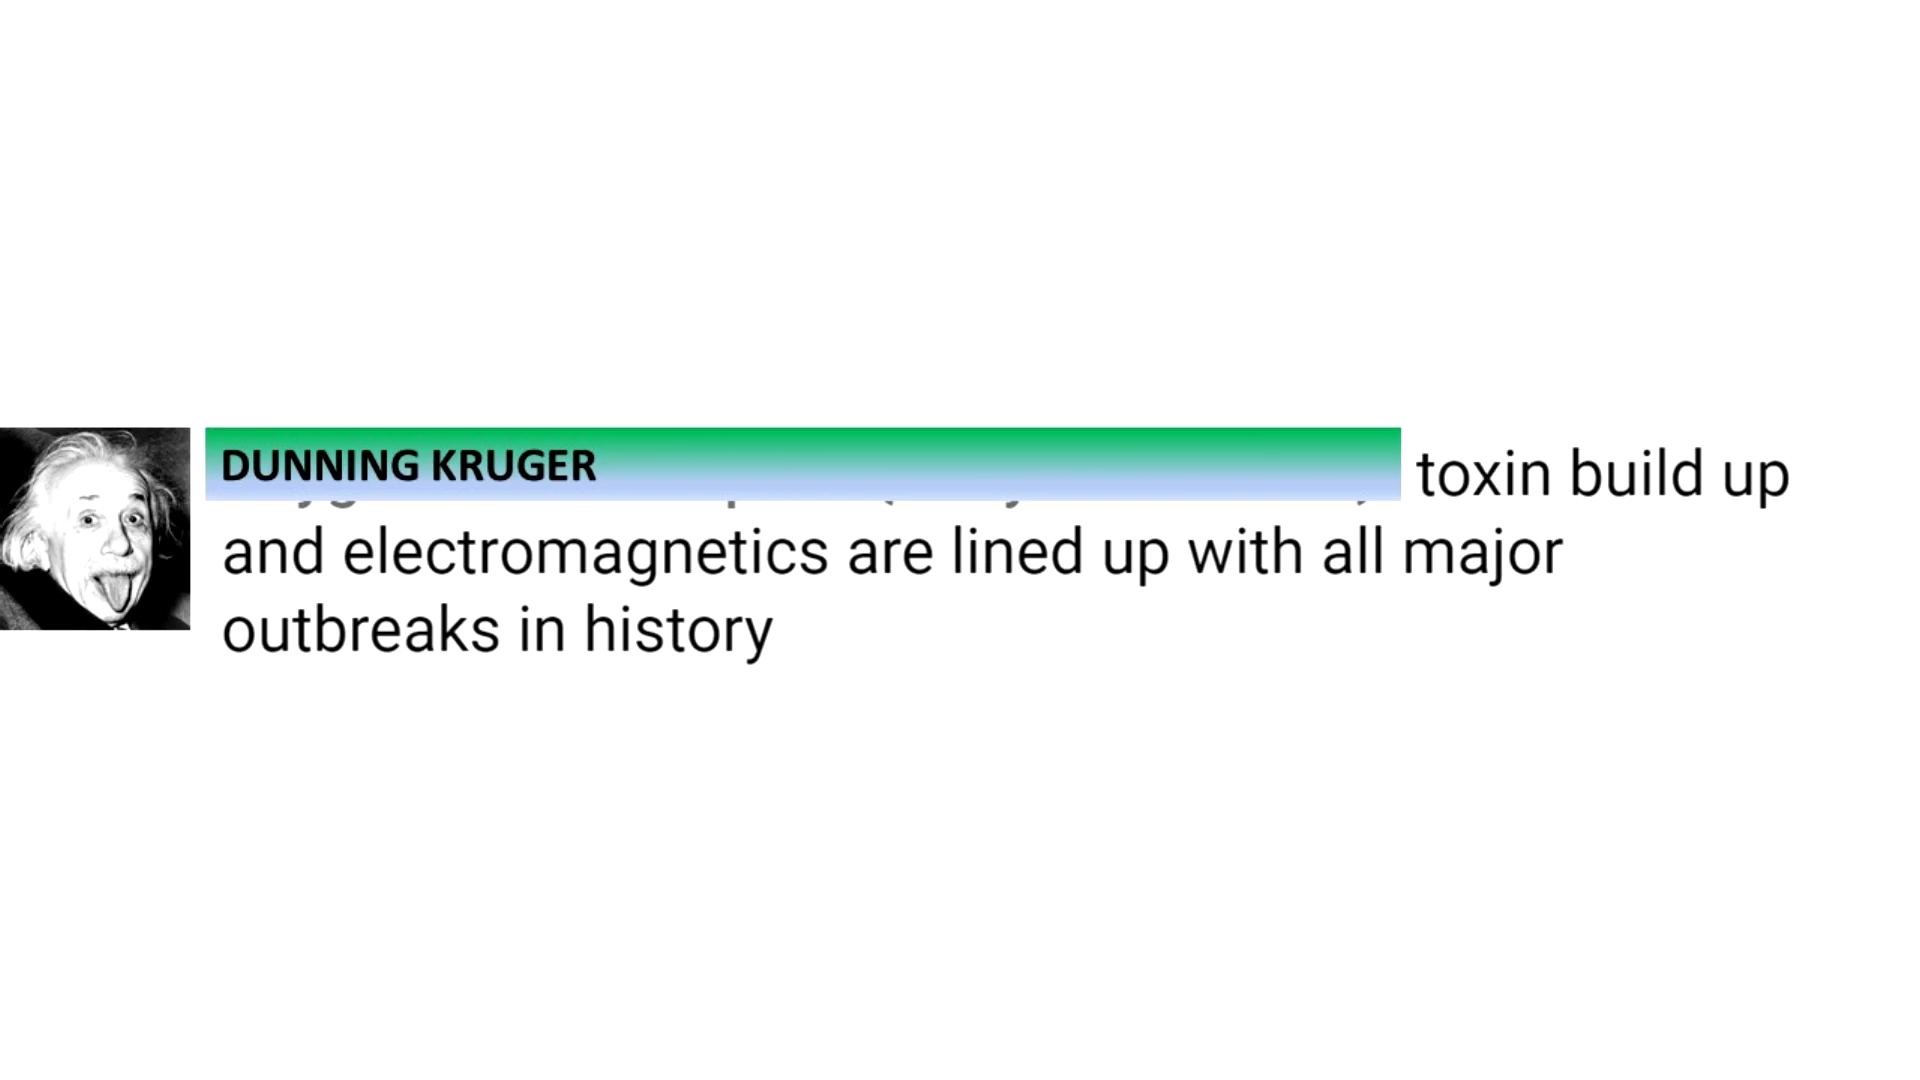 DUNNING KRUGER toxin build up
and electromagnetics are lined up with all major
outbreaks in history